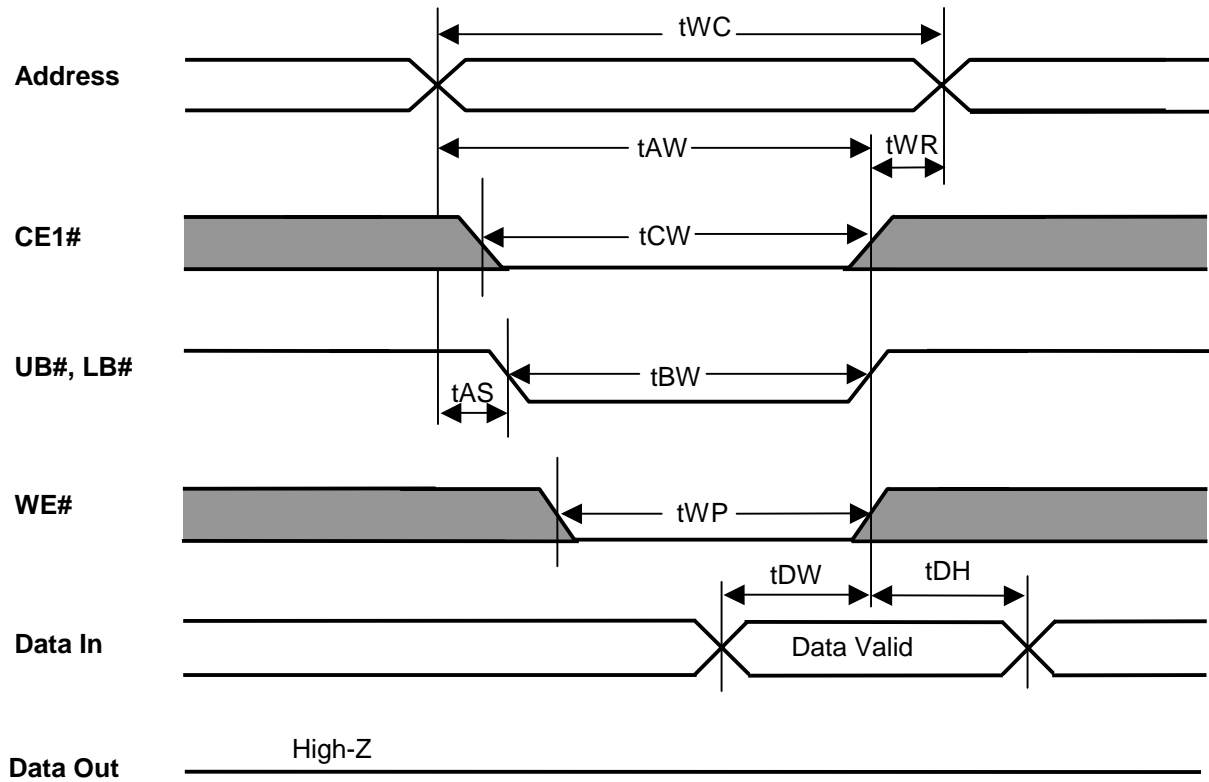 tWC
Address
tAW
tWR
CE1#
tCW
UB#, LB#
tBW
tAS
WE#
tWP
tDW
tDH
Data In
Data Valid
High-Z
Data Out